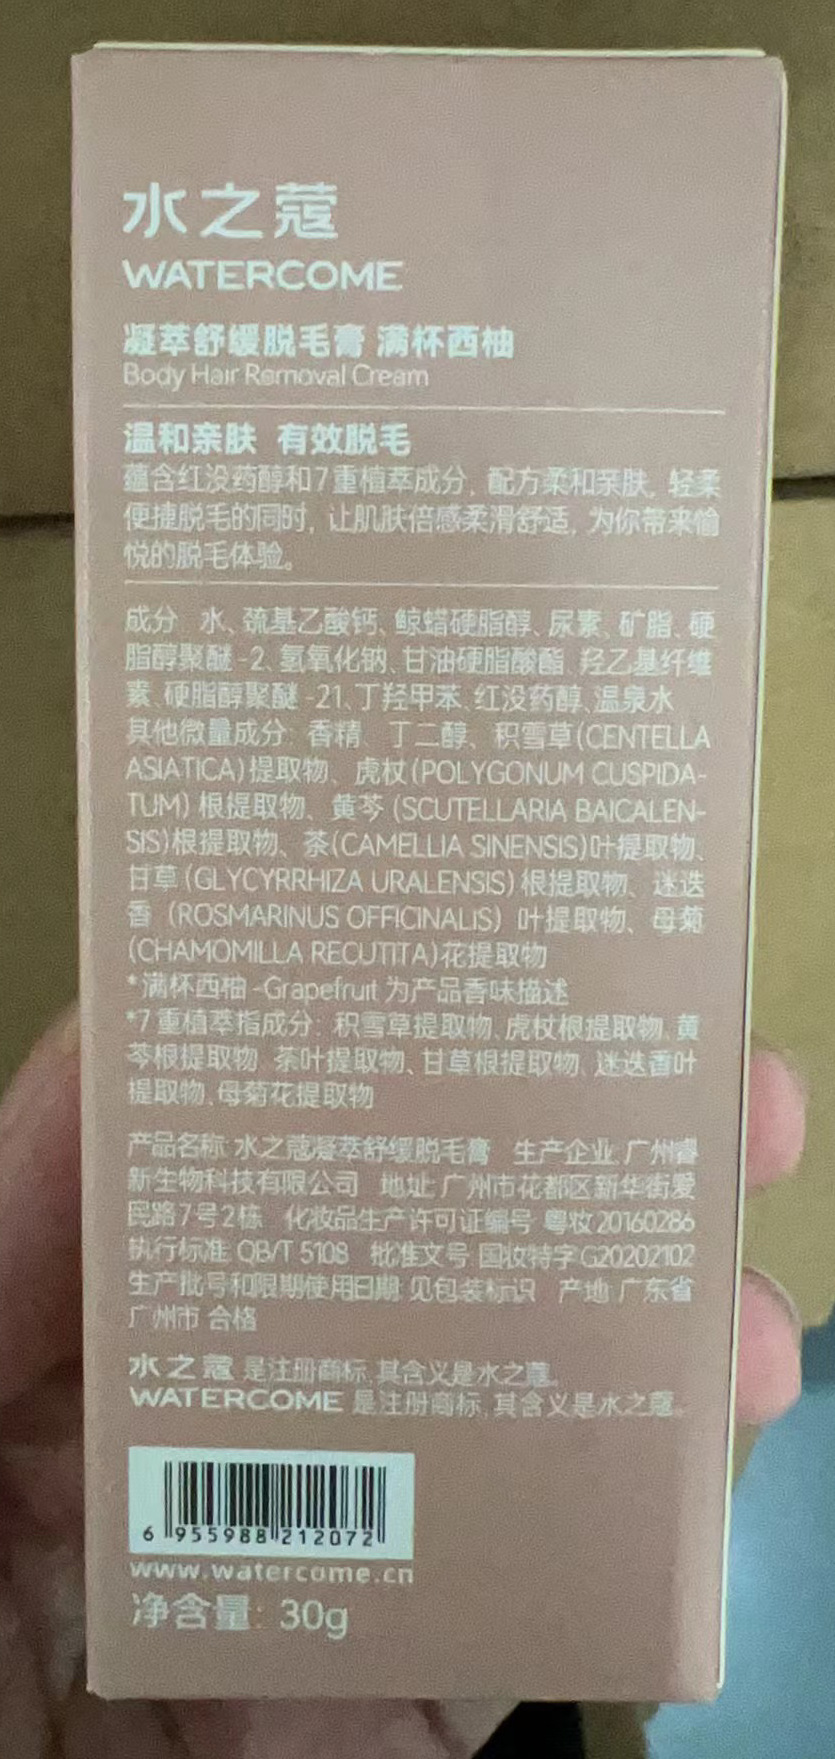 水之蔻
WATERCOME
凝萃舒缓脱毛膏 满杯西柚
Body Hair Removal Cream
温和亲肤 有效脱毛
蕴含红没药醇和7重植萃成分, 配方柔和亲肤, 轻柔
便捷脱毛的同时, 让肌肤倍感柔滑舒适, 为你带来愉
悦的脱毛体验。
成分 水、巯基乙酸钙、鲸蜡硬脂醇、尿素、矿脂、硬
脂醇聚醚-2、氢氧化钠、甘油硬脂酸酯、羟乙基纤维
素、硬脂醇聚醚-21、丁羟甲苯、红没药醇、温泉水
其他微量成分: 香精、丁二醇、积雪草(CENTELLA
ASIATICA)提取物、虎杖(POLYGONUM CUSPIDA-
TUM) 根提取物、黄芩 (SCUTELLARIA BAICALEN-
SIS)根提取物、茶(CAMELLIA SINENSIS)叶提取物、
甘草 (GLYCYRRHIZA URALENSIS) 根提取物、迷迭
香 (ROSMARINUS OFFICINALIS) 叶提取物、母菊
(CHAMOMILLA RECUTITA)花提取物
*满杯西柚-Grapefruit 为产品香味描述
*7重植萃指成分: 积雪草提取物、虎杖根提取物、黄
芩根提取物、茶叶提取物、甘草根提取物、迷迭香叶
提取物、母菊花提取物
产品名称 水之蔻凝萃舒缓脱毛膏 生产企业 广州睿
新生物科技有限公司 地址 广州市花都区新华街爱
民路7号2栋 化妆品生产许可证编号 粤妆20160286
执行标准 QB/T 5108 批准文号 国妆特字G20202102
生产批号和限期使用日期 见包装标识 产地 广东省
广州市 合格
水之蔻 是注册商标,其含义是水之蔻。
WATERCOME 是注册商标,其含义是水之蔻。
6 955988 212072
www.watercome.cn
净含量: 30g